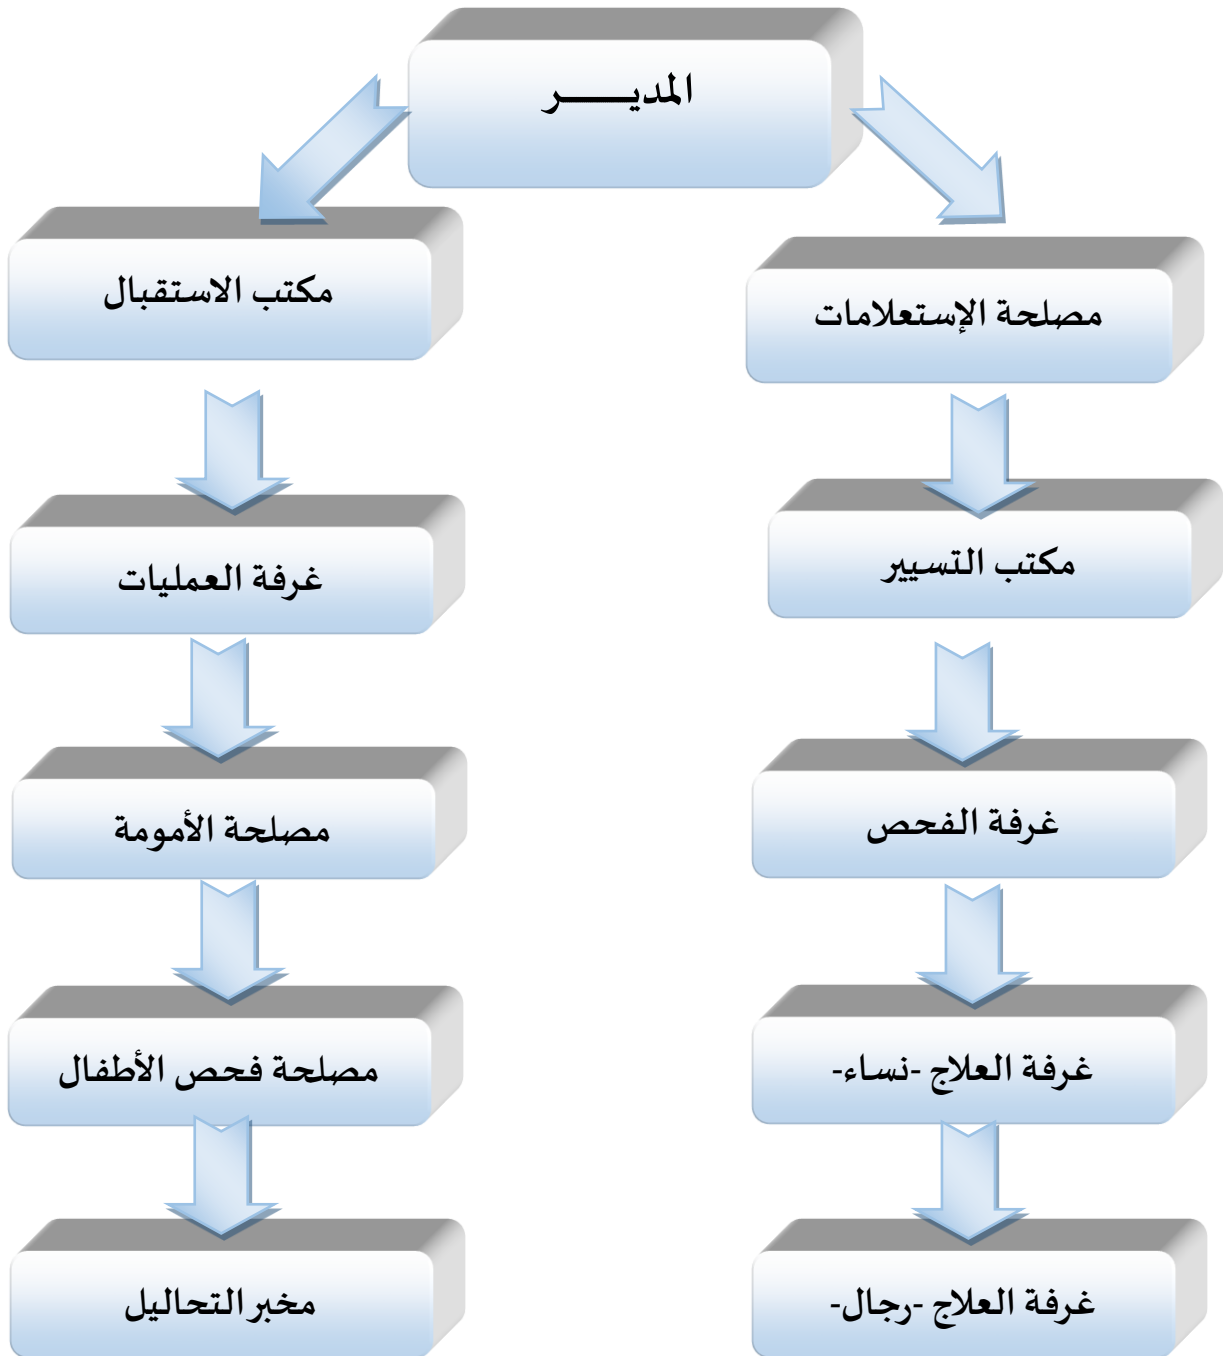 المديـــــــر
مصلحة الإستعلامات
مكتب الاستقبال
مكتب التسيير
غرفة العمليات
غرفة الفحص
مصلحة الأمومة
غرفة العلاج -نساء-
مصلحة فحص الأطفال
غرفة العلاج -رجال-
مخبر التحاليل